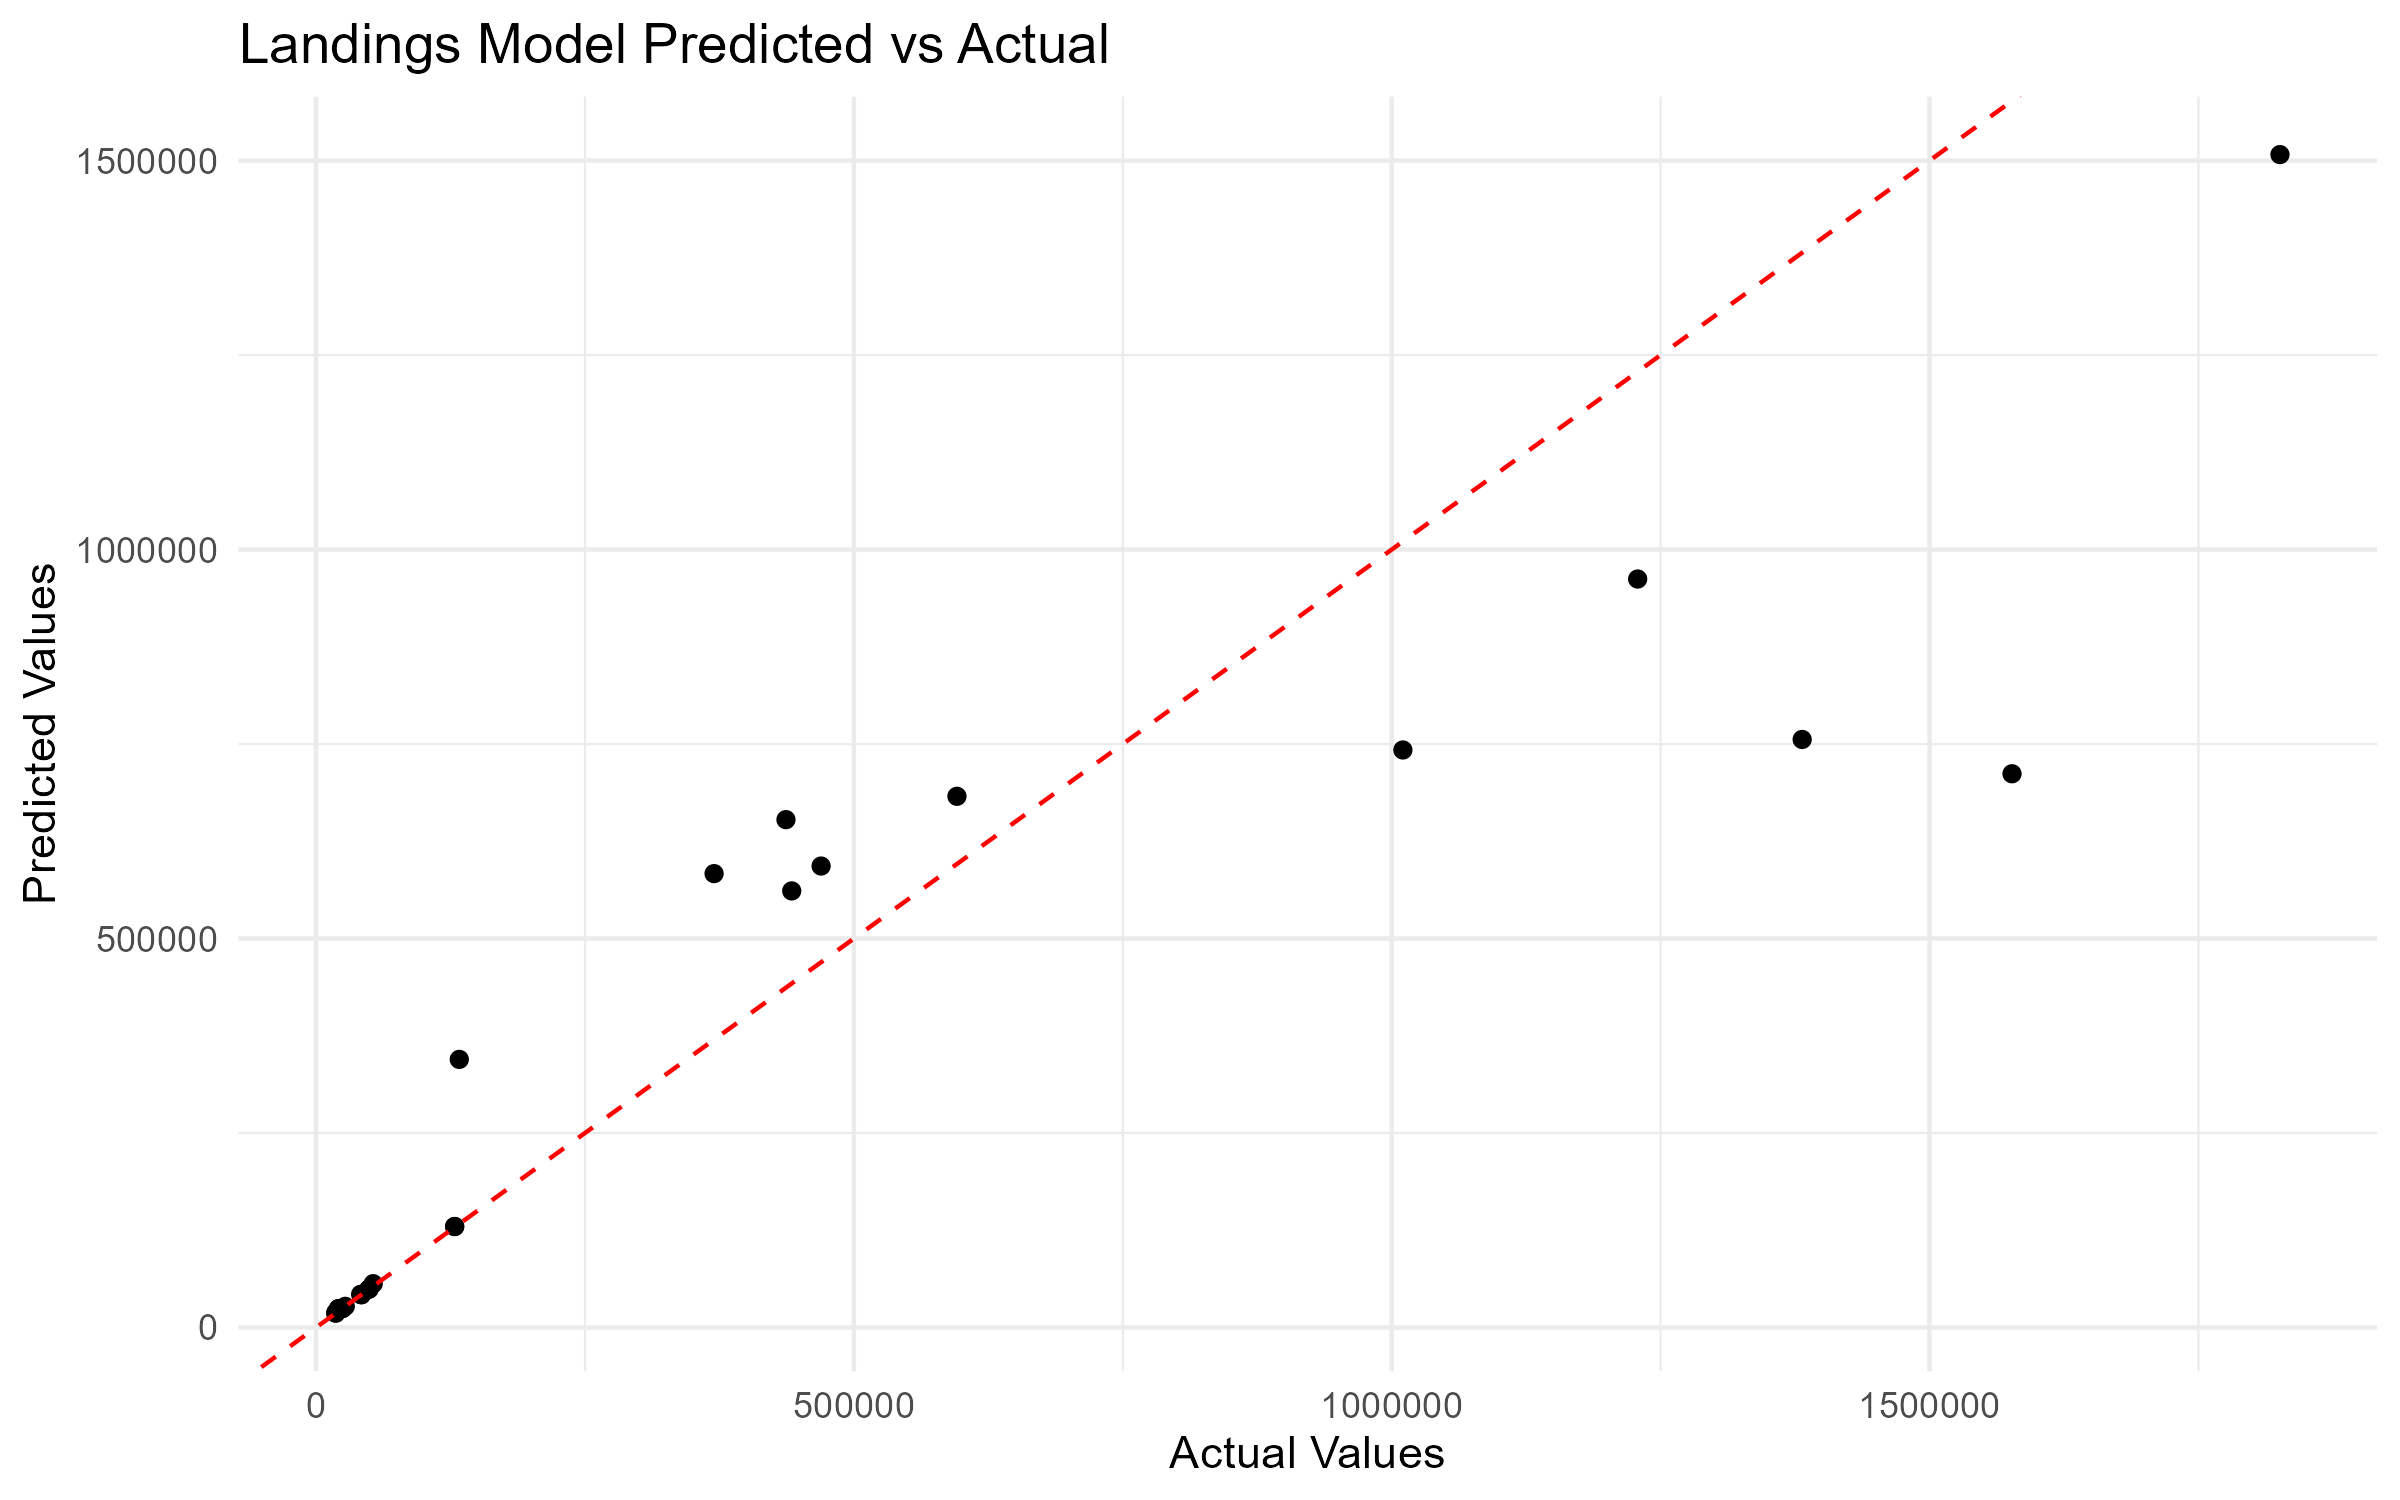 Landings Model Predicted vs Actual
Predicted Values
1500000
1000000
500000
0
0 500000 1000000 1500000
Actual Values